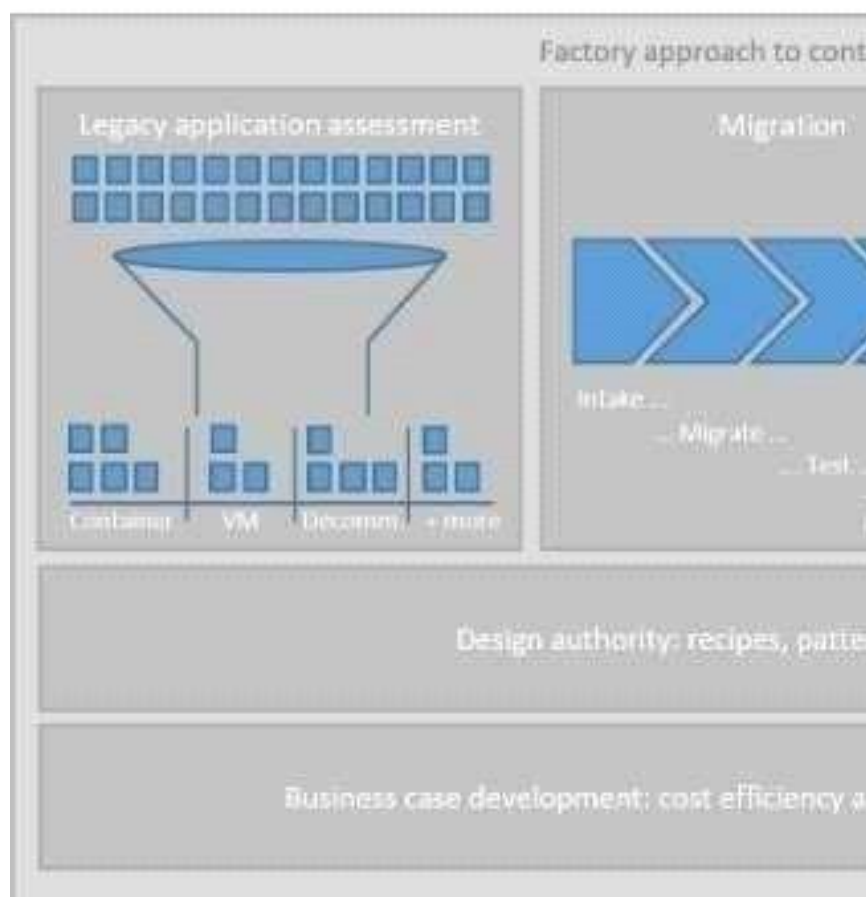 Factory approach to cont
Legacy application assessment
Migration
Intake ...
... Migrate ...
... Test ...
Container VM Decomm. + more
Design authority: recipes, patte
Business case development: cost efficiency a